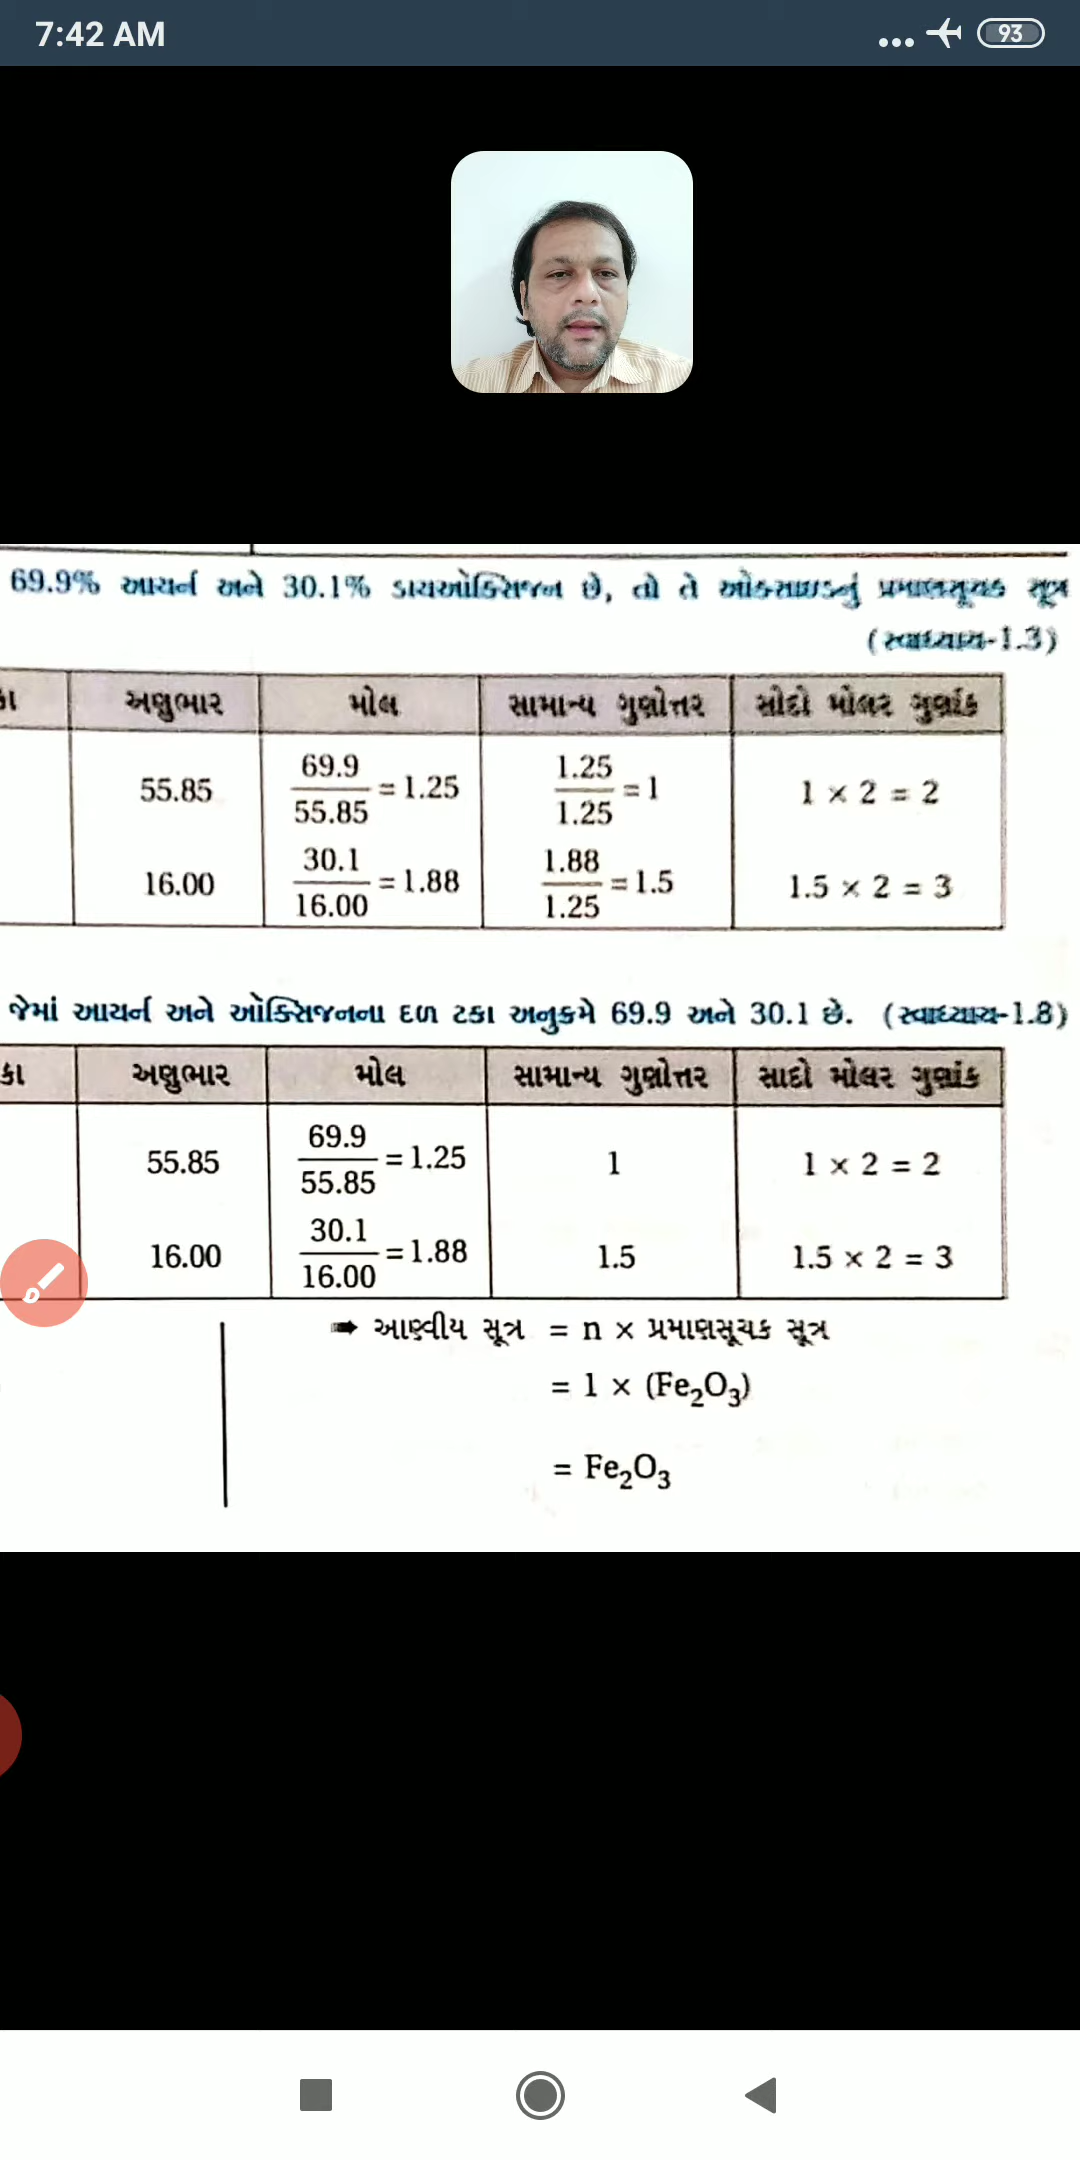 7:42 AM
93
69.9% આયર્ન અને 30.1% ડાયઑક્સિજન છે, તો તે ઑક્સાઇડનું પ્રમાણસૂચક સૂત્ર
(સ્વાધ્યાય-1.3)
કા અણુભાર મોલ સામાન્ય ગુણોત્તર સાદો મોલર ગુણાંક
55.85 69.9/55.85 = 1.25 1.25/1.25 = 1 1 × 2 = 2
16.00 30.1/16.00 = 1.88 1.88/1.25 = 1.5 1.5 × 2 = 3
જેમાં આયર્ન અને ઑક્સિજનના દળ ટકા અનુક્રમે 69.9 અને 30.1 છે. (સ્વાધ્યાય-1.8)
કા અણુભાર મોલ સામાન્ય ગુણોત્તર સાદો મોલર ગુણાંક
55.85 69.9/55.85 = 1.25 1 1 × 2 = 2
16.00 30.1/16.00 = 1.88 1.5 1.5 × 2 = 3
➠ આણ્વીય સૂત્ર = n × પ્રમાણસૂચક સૂત્ર
= 1 × (Fe₂O₃)
= Fe₂O₃